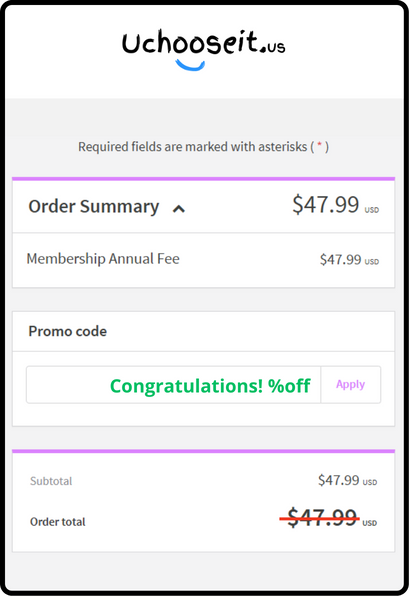 Uchooseit.us
Required fields are marked with asterisks ( * )
Order Summary $47.99 USD
Membership Annual Fee $47.99 USD
Promo code
Congratulations! %off Apply
Subtotal $47.99 USD
Order total $47.99 USD